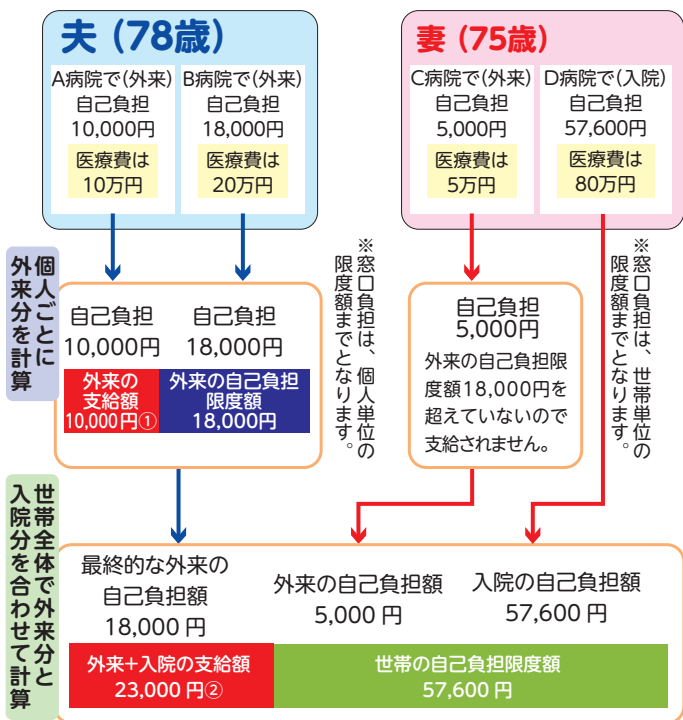 夫(78歳)
A病院で(外来)
自己負担
10,000円
医療費は
10万円
B病院で(外来)
自己負担
18,000円
医療費は
20万円
妻(75歳)
C病院で(外来)
自己負担
5,000円
医療費は
5万円
D病院で(入院)
自己負担
57,600円
医療費は
80万円
個人ごとに
外来分を計算
自己負担
10,000円
自己負担
18,000円
外来の
支給額
10,000円①
外来の自己負担
限度額
18,000円
※窓口負担は、個人単位の
限度額までとなります。
自己負担
5,000円
外来の自己負担限
度額18,000円を
超えていないので
支給されません。
※窓口負担は、世帯単位の
限度額までとなります。
世帯全体で外来分と
入院分を合わせて計算
最終的な外来の
自己負担額
18,000 円
外来の自己負担額
5,000 円
入院の自己負担額
57,600 円
外来+入院の支給額
23,000 円②
世帯の自己負担限度額
57,600 円